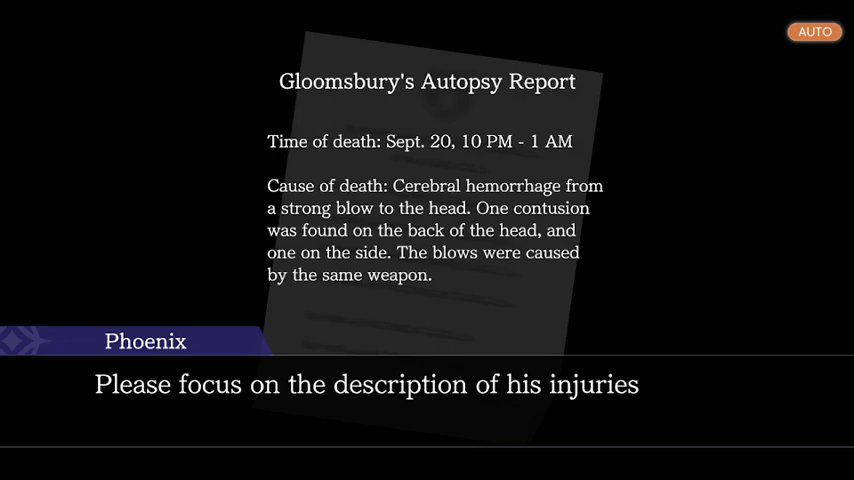 AUTO
Gloomsbury's Autopsy Report
Time of death: Sept. 20, 10 PM - 1 AM
Cause of death: Cerebral hemorrhage from
a strong blow to the head. One contusion
was found on the back of the head, and
one on the side. The blows were caused
by the same weapon.
Phoenix
Please focus on the description of his injuries